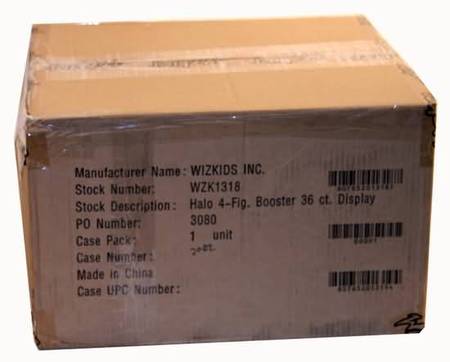 Manufacturer Name: WIZKIDS INC.
Stock Number: WZK1318
Stock Description: Halo 4-Fig. Booster 36 ct. Display
PO Number: 3080
Case Pack: 1 unit
Case Number:
Made in China
Case UPC Number: